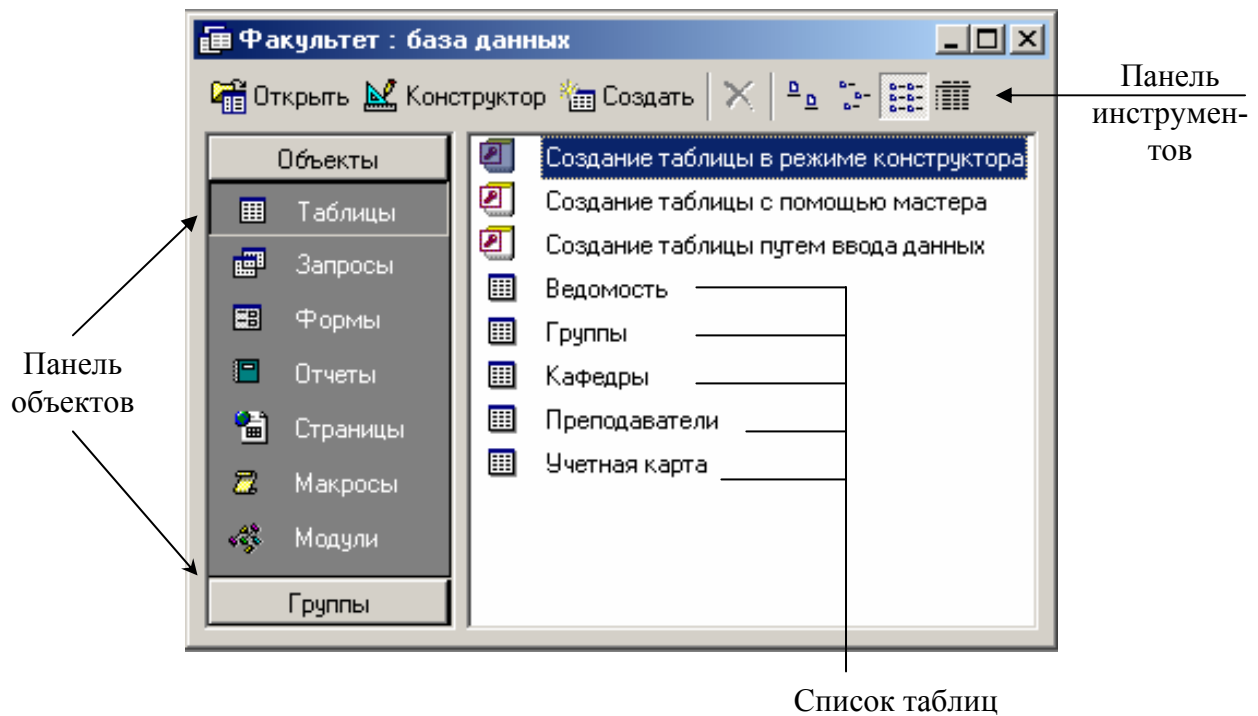 Факультет : база данных
Открыть Конструктор Создать
Панель
инструмен-
тов
Объекты
Таблицы
Запросы
Формы
Отчеты
Страницы
Макросы
Модули
Группы
Создание таблицы в режиме конструктора
Создание таблицы с помощью мастера
Создание таблицы путем ввода данных
Ведомость
Группы
Кафедры
Преподаватели
Учетная карта
Панель
объектов
Список таблиц